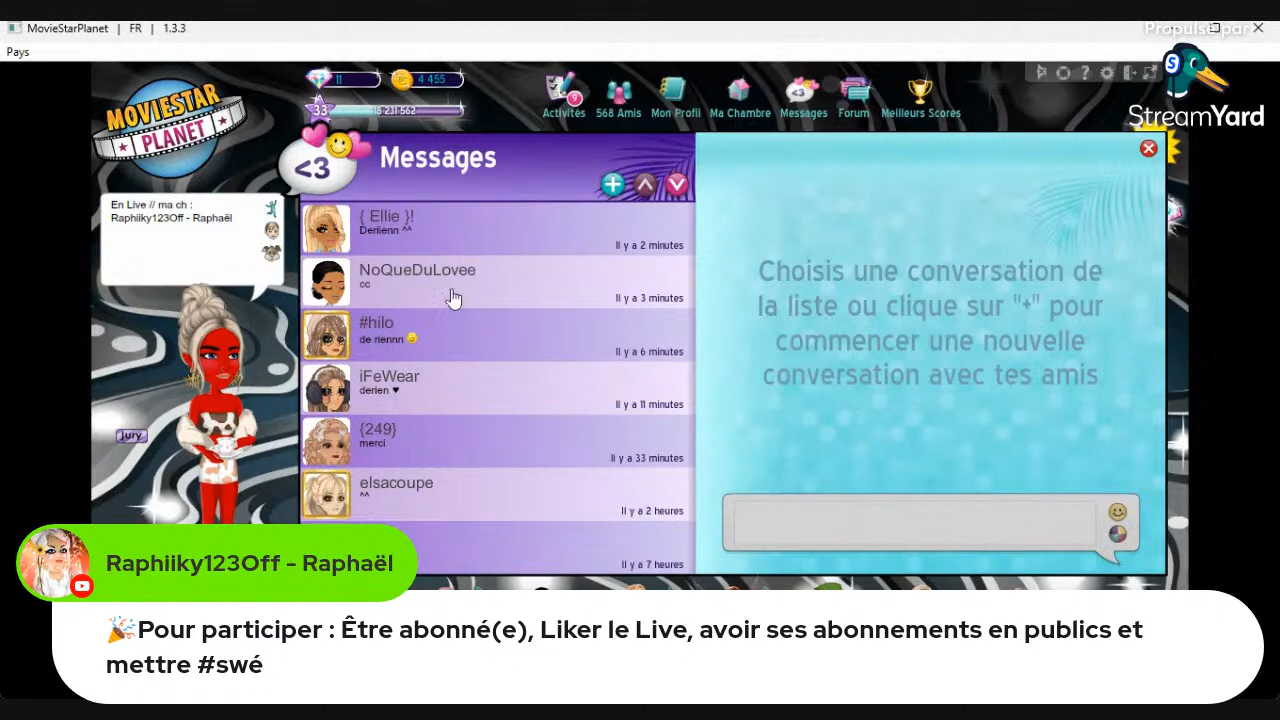 MovieStarPlanet | FR | 1.3.3
Propulsé par
Pays
StreamYard
MOVIESTAR
PLANET
11
4 455
33
18 231 562
9
Activités
568 Amis
Mon Profil
Ma Chambre
Messages
Forum
Meilleurs Scores
<3
Messages
En Live // ma ch :
Raphiiky123Off - Raphaël
{ Ellie }!
Deriienn ^^
Il y a 2 minutes
NoQueDuLovee
cc
Il y a 3 minutes
#hilo
de riennn
Il y a 6 minutes
iFeWear
derien ♥
Il y a 11 minutes
{249}
merci
Il y a 33 minutes
elsacoupe
^^
Il y a 2 heures
Il y a 7 heures
Choisis une conversation de
la liste ou clique sur "+" pour
commencer une nouvelle
conversation avec tes amis
Jury
Raphiiky123Off - Raphaël
🎉Pour participer : Être abonné(e), Liker le Live, avoir ses abonnements en publics et
mettre #swé